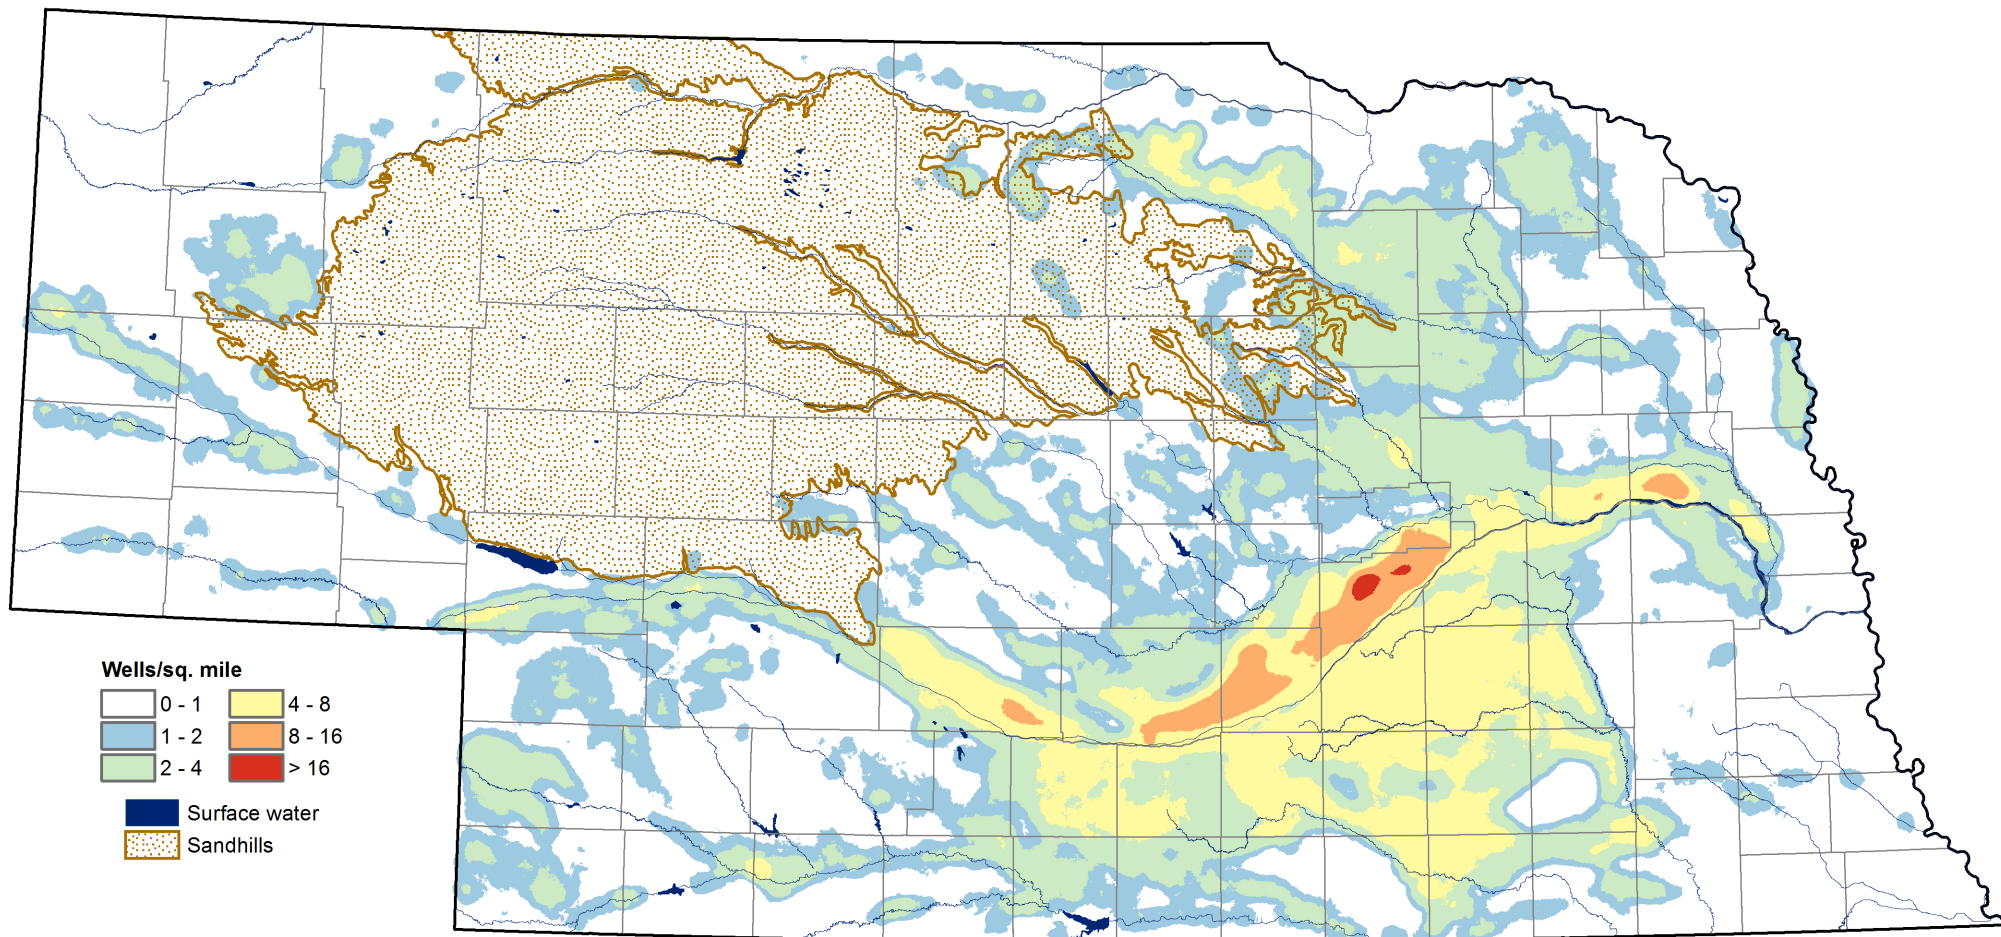 Wells/sq. mile
0 - 1
4 - 8
1 - 2
8 - 16
2 - 4
> 16
Surface water
Sandhills